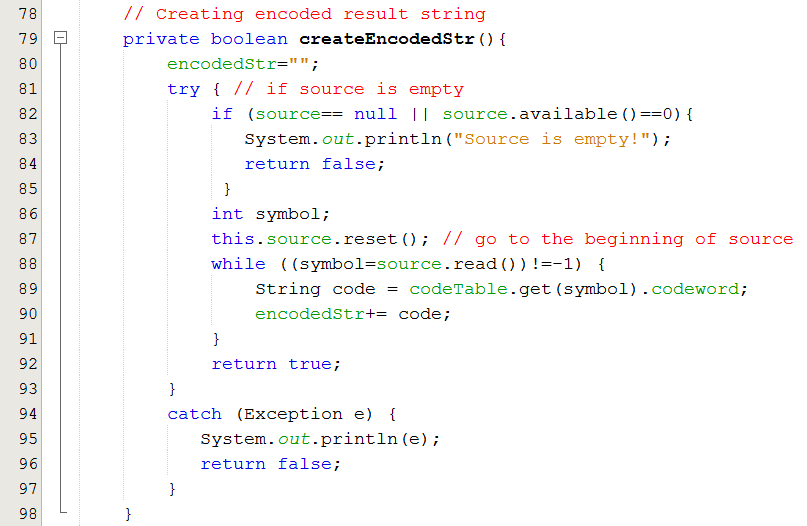 78 // Creating encoded result string
79 private boolean createEncodedStr(){
80 encodedStr="";
81 try { // if source is empty
82 if (source== null || source.available()==0){
83 System.out.println("Source is empty!");
84 return false;
85 }
86 int symbol;
87 this.source.reset(); // go to the beginning of source
88 while ((symbol=source.read())!=-1) {
89 String code = codeTable.get(symbol).codeword;
90 encodedStr+= code;
91 }
92 return true;
93 }
94 catch (Exception e) {
95 System.out.println(e);
96 return false;
97 }
98 }